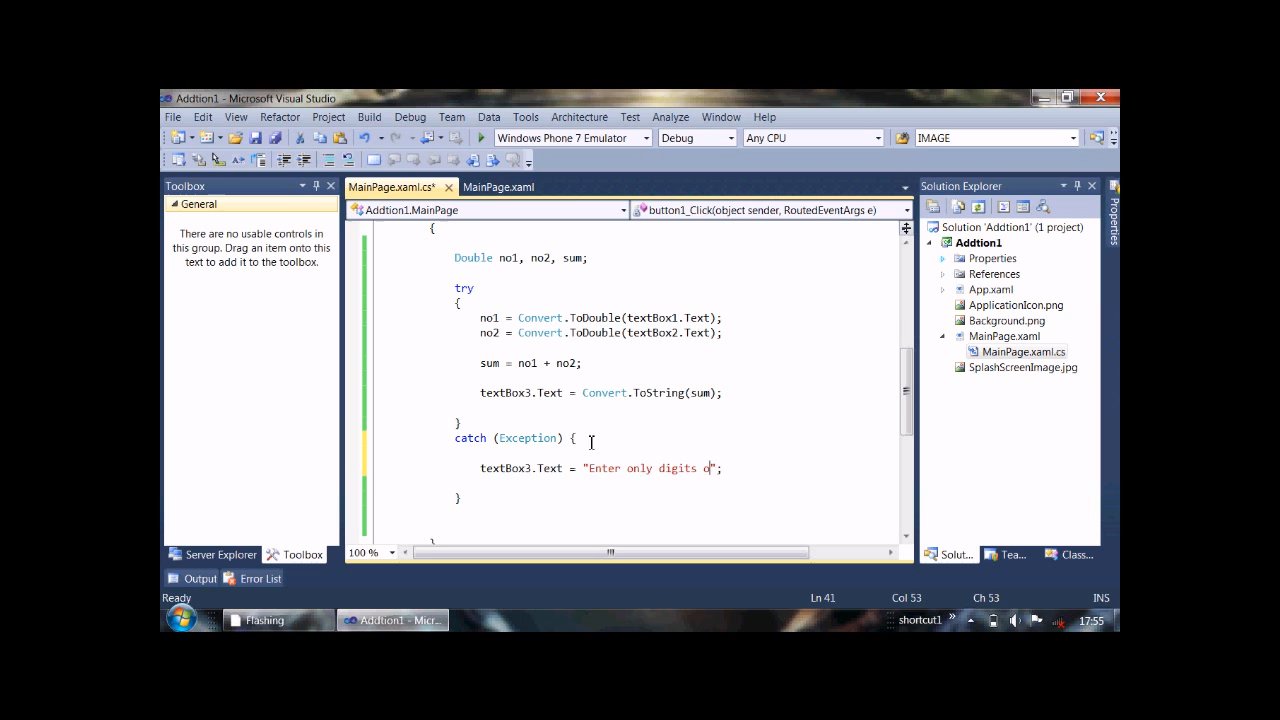 Addtion1 - Microsoft Visual Studio
File Edit View Refactor Project Build Debug Team Data Tools Architecture Test Analyze Window Help
Windows Phone 7 Emulator Debug Any CPU IMAGE
Toolbox
General
There are no usable controls in
this group. Drag an item onto this
text to add it to the toolbox.
Server Explorer Toolbox
MainPage.xaml.cs* MainPage.xaml
Addtion1.MainPage button1_Click(object sender, RoutedEventArgs e)
{
Double no1, no2, sum;
try
{
no1 = Convert.ToDouble(textBox1.Text);
no2 = Convert.ToDouble(textBox2.Text);
sum = no1 + no2;
textBox3.Text = Convert.ToString(sum);
}
catch (Exception) {
textBox3.Text = "Enter only digits o";
}
}
100 %
Solution Explorer
Solution 'Addtion1' (1 project)
Addtion1
Properties
References
App.xaml
ApplicationIcon.png
Background.png
MainPage.xaml
MainPage.xaml.cs
SplashScreenImage.jpg
Solut... Tea... Class...
Properties
Output Error List
Ready Ln 41 Col 53 Ch 53 INS
Flashing Addtion1 - Micr... shortcut1 » 17:55